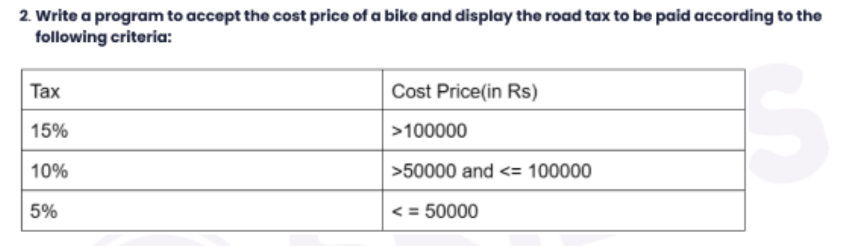 2. Write a program to accept the cost price of a bike and display the road tax to be paid according to the
following criteria:
Tax Cost Price(in Rs)
15% >100000
10% >50000 and <= 100000
5% < = 50000